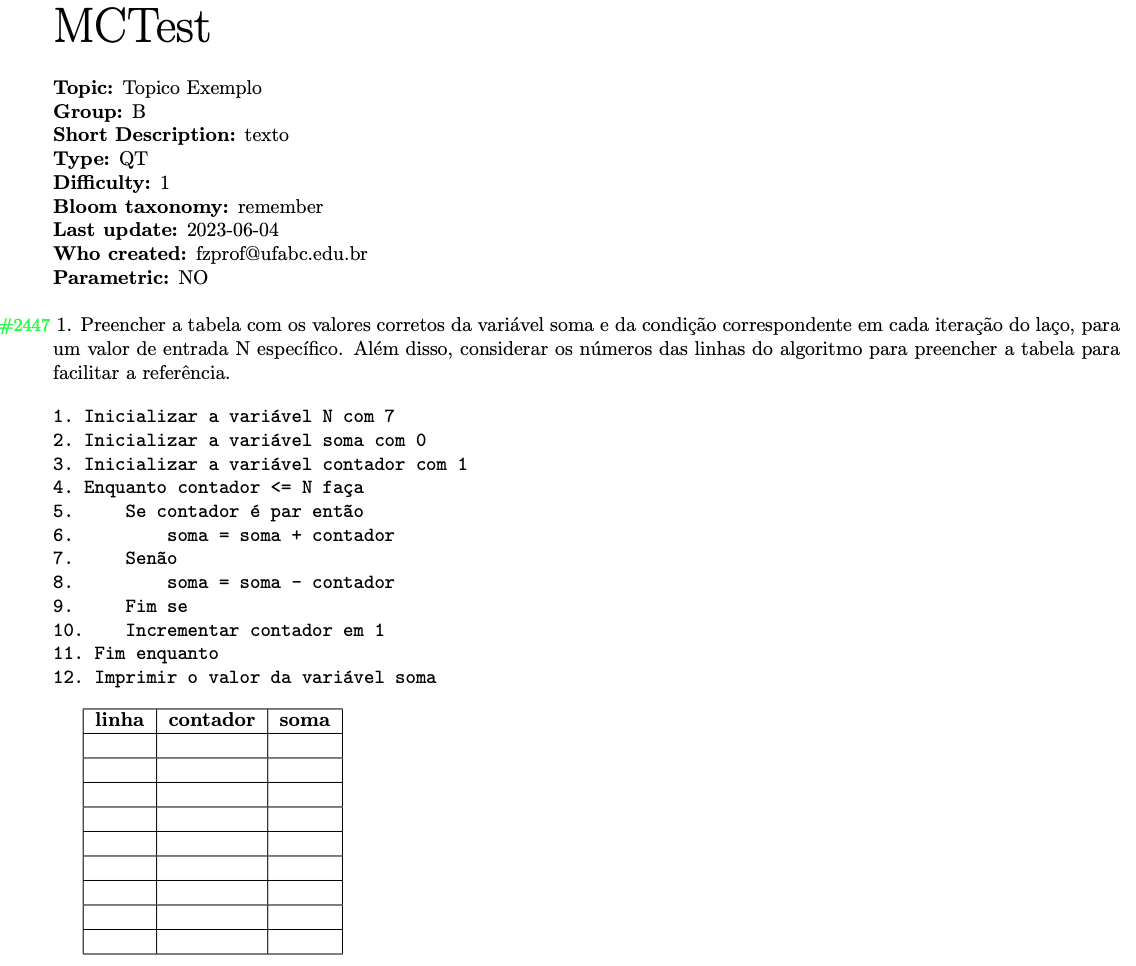 MCTest
Topic: Topico Exemplo
Group: B
Short Description: texto
Type: QT
Difficulty: 1
Bloom taxonomy: remember
Last update: 2023-06-04
Who created: fzprof@ufabc.edu.br
Parametric: NO
#2447 1. Preencher a tabela com os valores corretos da variável soma e da condição correspondente em cada iteração do laço, para
um valor de entrada N específico. Além disso, considerar os números das linhas do algoritmo para preencher a tabela para
facilitar a referência.
1. Inicializar a variável N com 7
2. Inicializar a variável soma com 0
3. Inicializar a variável contador com 1
4. Enquanto contador <= N faça
5.     Se contador é par então
6.         soma = soma + contador
7.     Senão
8.         soma = soma - contador
9.     Fim se
10.    Incrementar contador em 1
11. Fim enquanto
12. Imprimir o valor da variável soma
linha contador soma